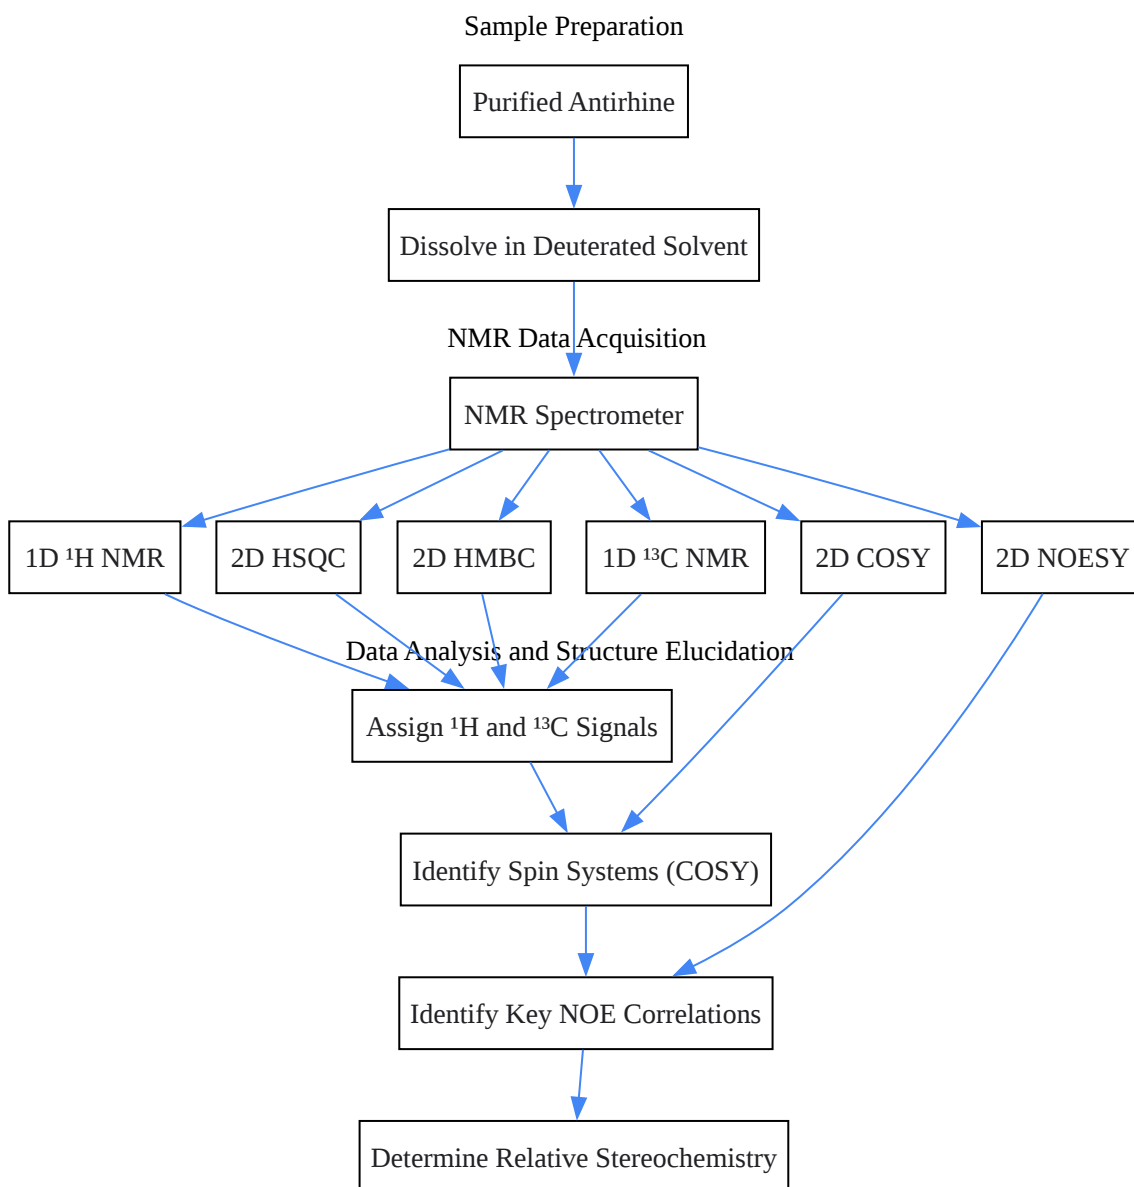 Sample Preparation
Purified Antirhine
Dissolve in Deuterated Solvent
NMR Data Acquisition
NMR Spectrometer
1D ¹H NMR
2D HSQC
2D HMBC
1D ¹³C NMR
2D COSY
2D NOESY
Data Analysis and Structure Elucidation
Assign ¹H and ¹³C Signals
Identify Spin Systems (COSY)
Identify Key NOE Correlations
Determine Relative Stereochemistry